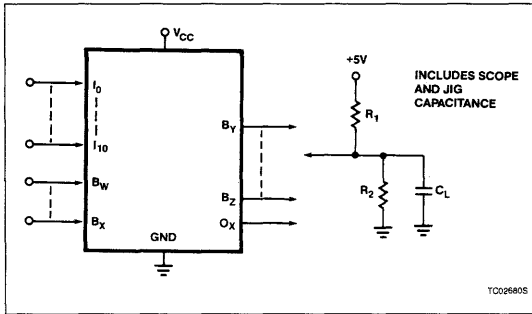 VCC
+5V
INCLUDES SCOPE
AND JIG
CAPACITANCE
I0
R1
BY
I10
BW
R2
CL
BZ
BX
OX
GND
TC02680S